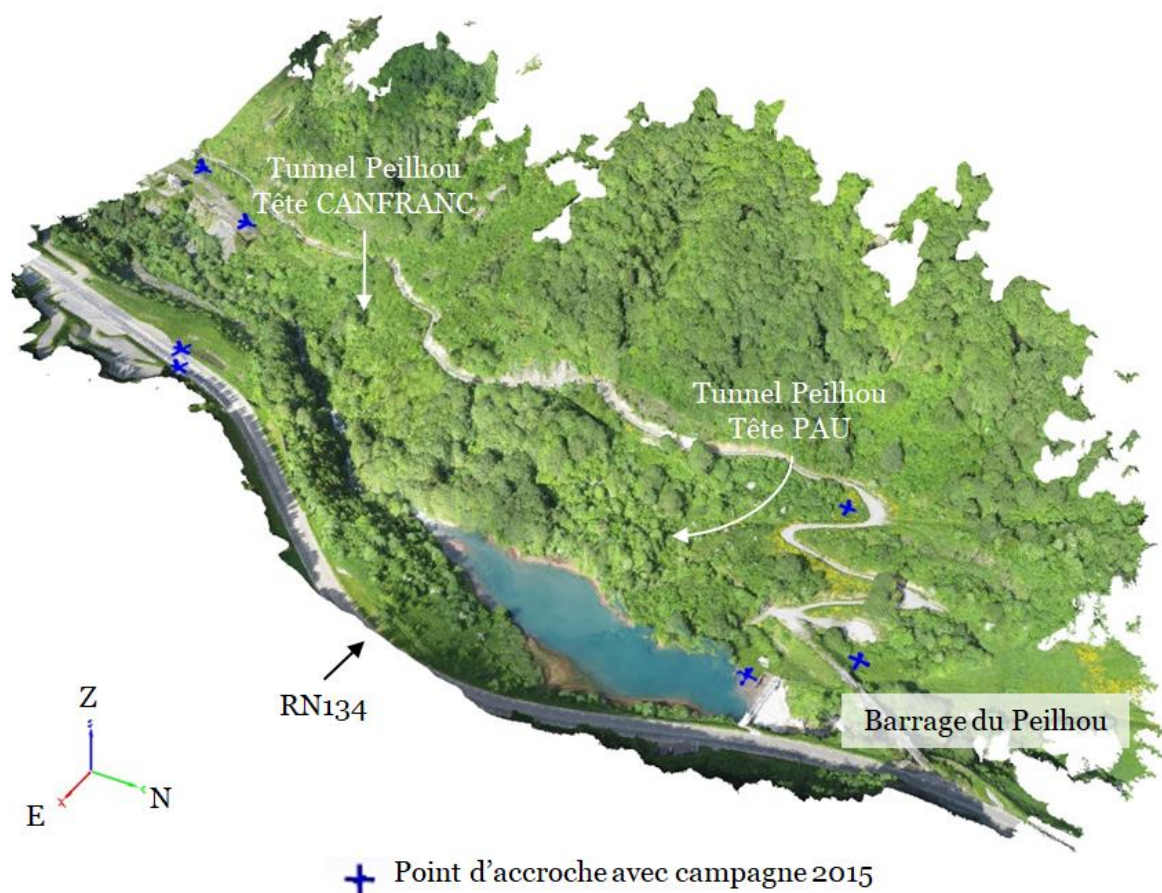 Tunnel Peilhou
Tête CANFRANC
Tunnel Peilhou
Tête PAU
RN134
Barrage du Peilhou
Z
E
N
Point d'accroche avec campagne 2015